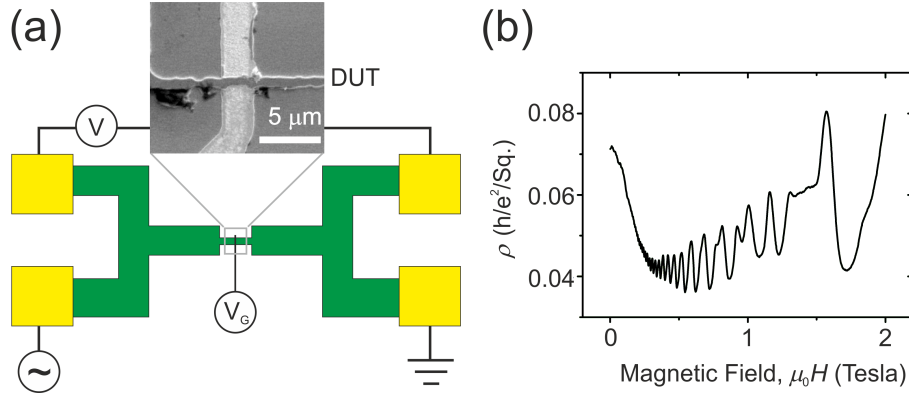 (a)
DUT
5 μm
V
V_G
~
(b)
ρ (h/e²/Sq.)
0.08
0.06
0.04
0 1 2
Magnetic Field, μ₀H (Tesla)